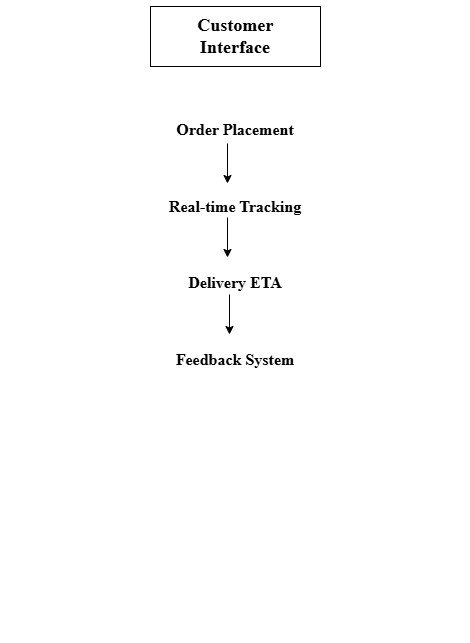 Customer
Interface
Order Placement
Real-time Tracking
Delivery ETA
Feedback System